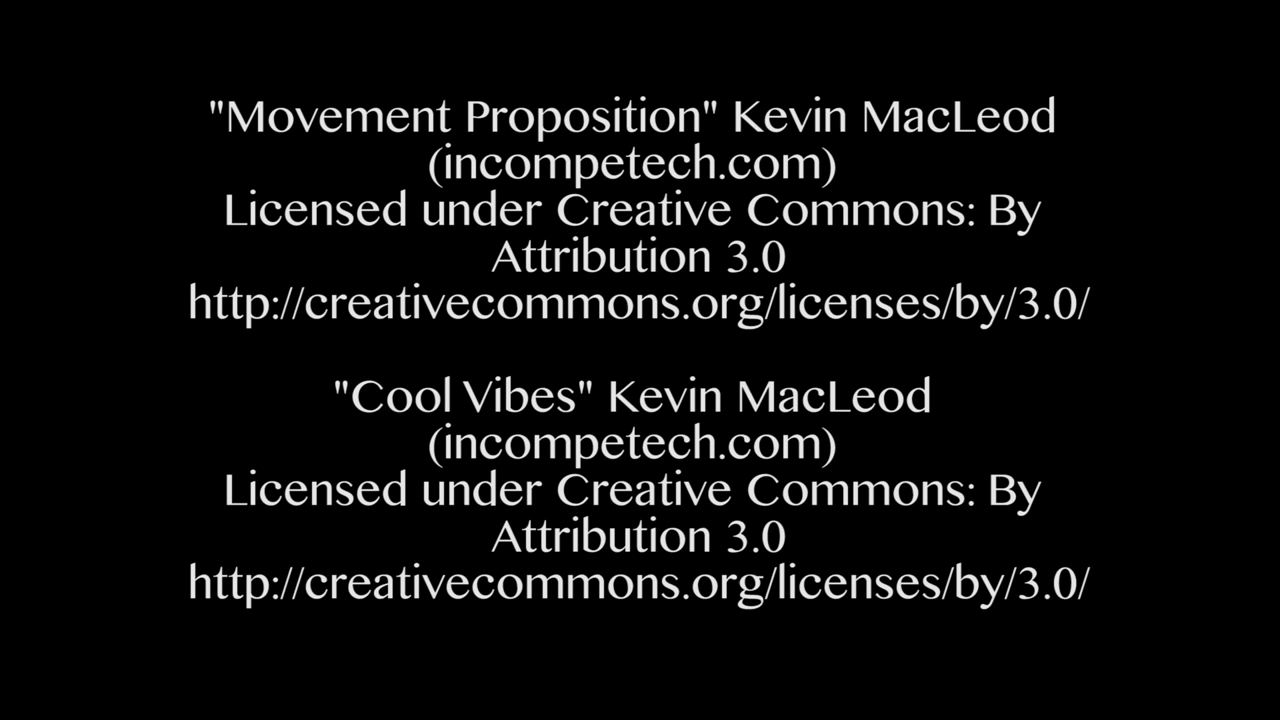 "Movement Proposition" Kevin MacLeod
(incompetech.com)
Licensed under Creative Commons: By
Attribution 3.0
http://creativecommons.org/licenses/by/3.0/
"Cool Vibes" Kevin MacLeod
(incompetech.com)
Licensed under Creative Commons: By
Attribution 3.0
http://creativecommons.org/licenses/by/3.0/